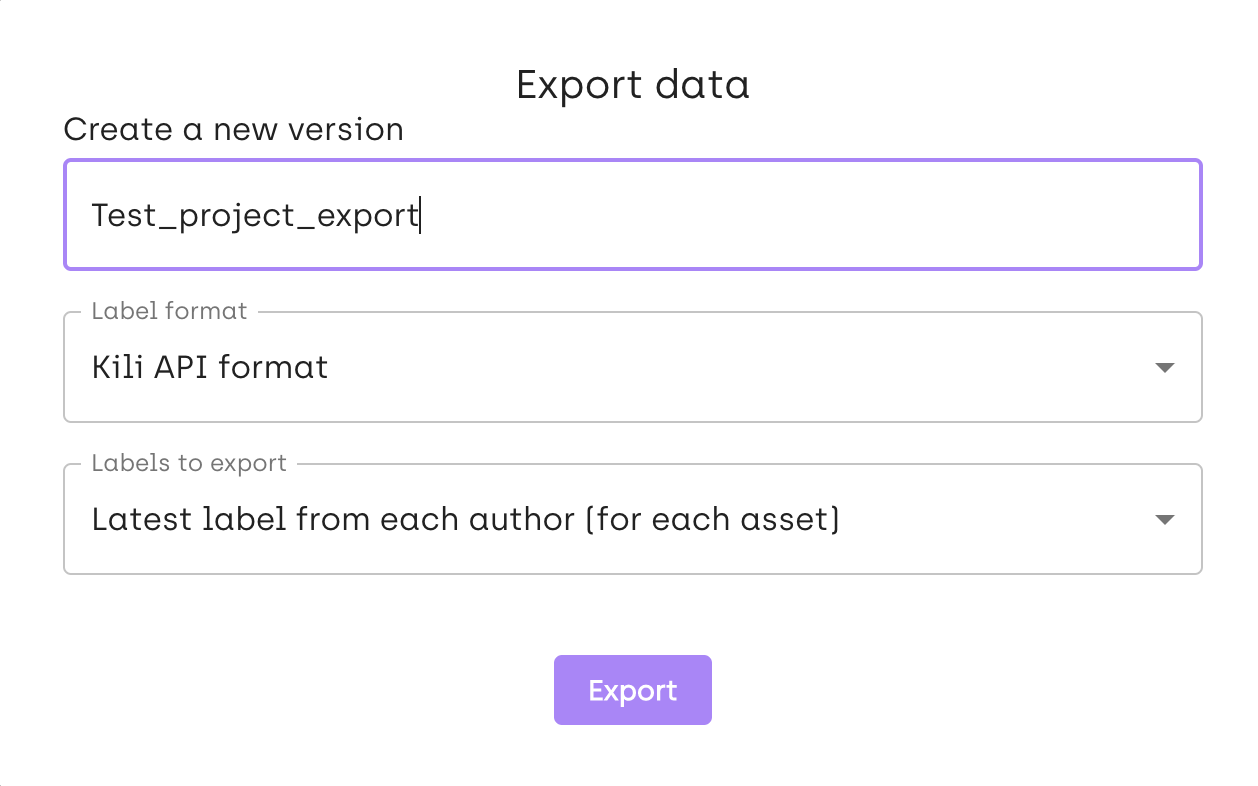 Export data
Create a new version
Test_project_export
Label format
Kili API format
Labels to export
Latest label from each author (for each asset)
Export